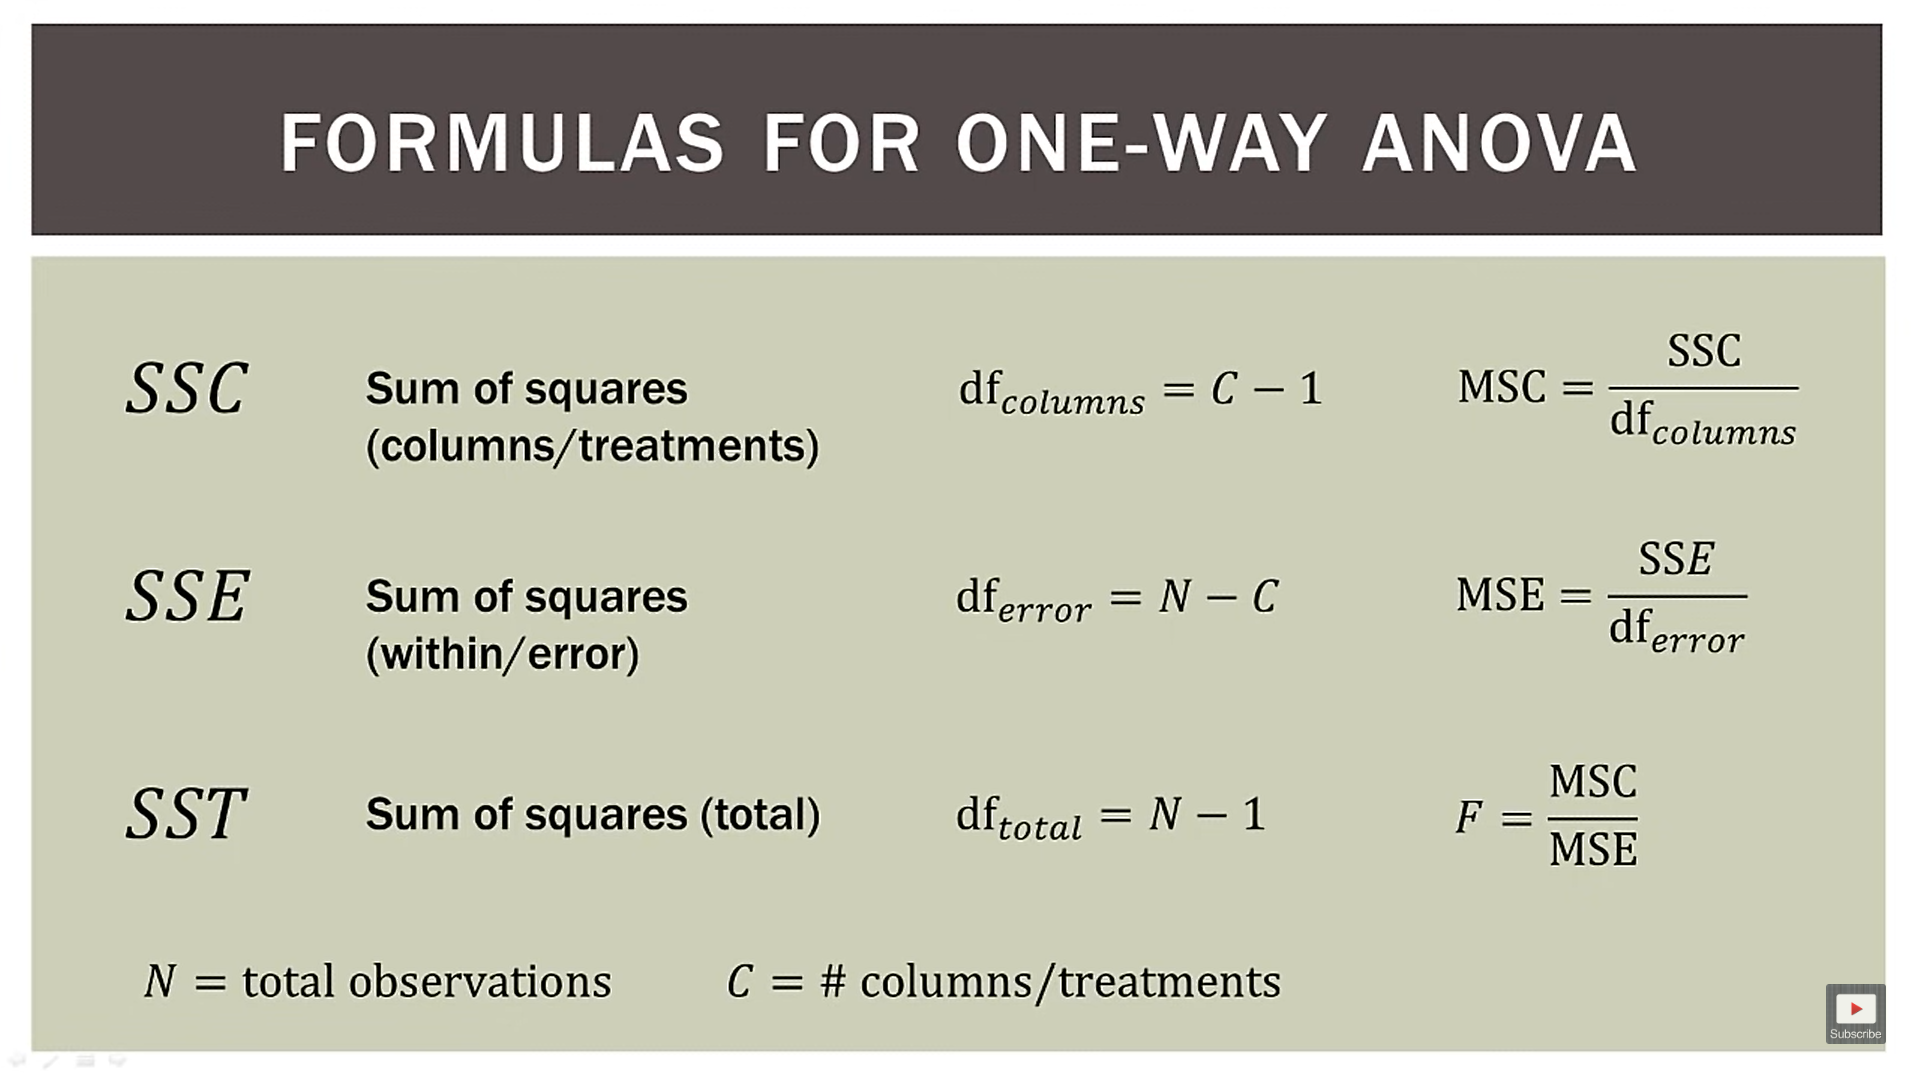 FORMULAS FOR ONE-WAY ANOVA
SSC Sum of squares (columns/treatments) df_columns = C − 1 MSC = SSC / df_columns
SSE Sum of squares (within/error) df_error = N − C MSE = SSE / df_error
SST Sum of squares (total) df_total = N − 1 F = MSC / MSE
N = total observations C = # columns/treatments
Subscribe